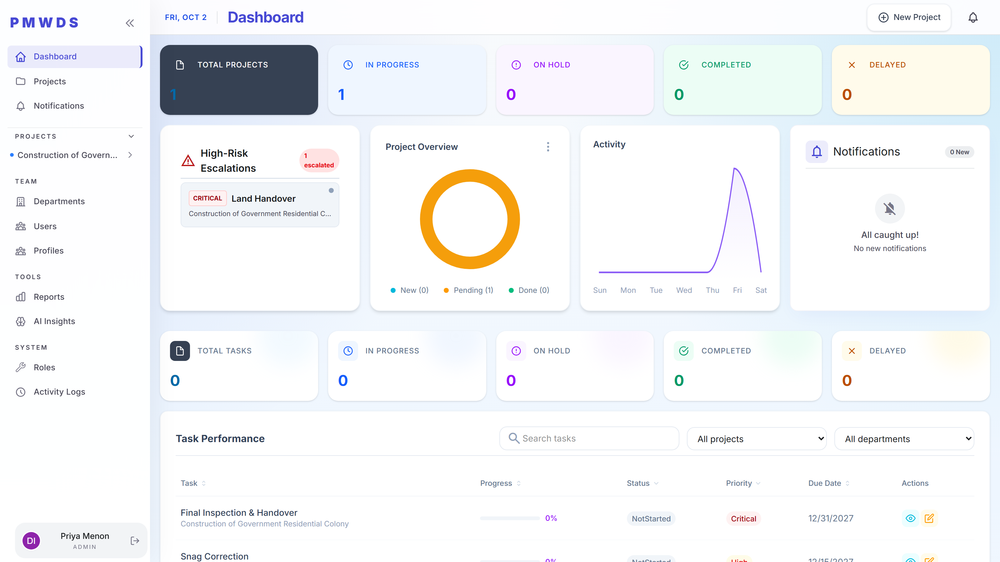 PMWDS
Dashboard
Projects
Notifications
PROJECTS
Construction of Govern...
TEAM
Departments
Users
Profiles
TOOLS
Reports
AI Insights
SYSTEM
Roles
Activity Logs
DI
Priya Menon
ADMIN
FRI, OCT 2
Dashboard
New Project
TOTAL PROJECTS
1
IN PROGRESS
1
ON HOLD
0
COMPLETED
0
DELAYED
0
High-Risk
Escalations
1
escalated
CRITICAL Land Handover
Construction of Government Residential C...
Project Overview
New (0) Pending (1) Done (0)
Activity
Sun Mon Tue Wed Thu Fri Sat
Notifications
0 New
All caught up!
No new notifications
TOTAL TASKS
0
IN PROGRESS
0
ON HOLD
0
COMPLETED
0
DELAYED
0
Task Performance
Search tasks
All projects
All departments
Task Progress Status Priority Due Date Actions
Final Inspection & Handover
Construction of Government Residential Colony
0% NotStarted Critical 12/31/2027
Snag Correction
0% NotStarted High 12/15/2027